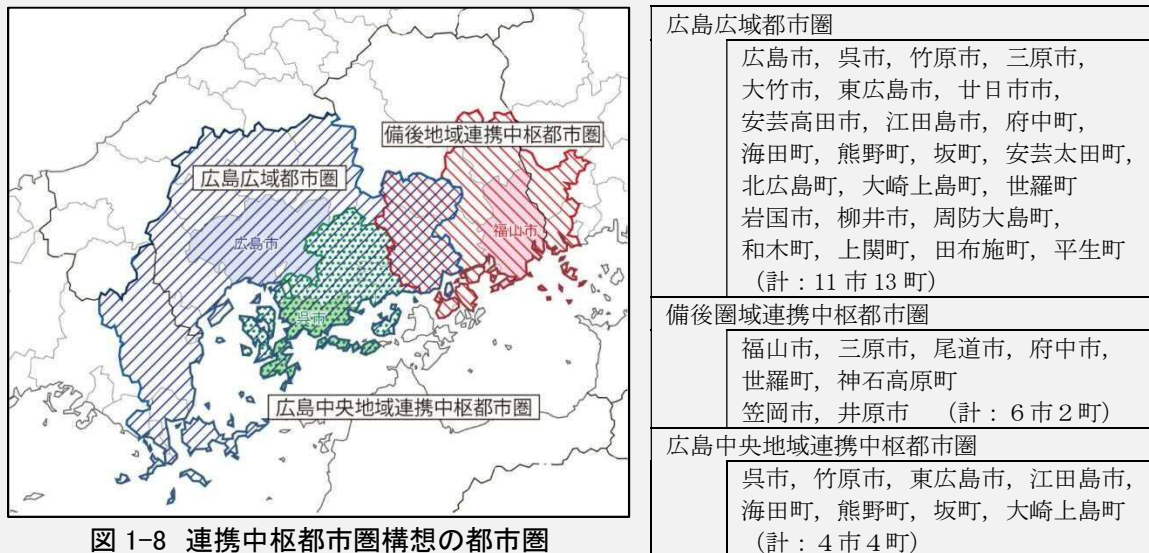 備後地域連携中枢都市圏
広島広域都市圏
広島市
福山市
呉市
広島中央地域連携中枢都市圏
図 1-8 連携中枢都市圏構想の都市圏
広島広域都市圏
広島市，呉市，竹原市，三原市，
大竹市，東広島市，廿日市市，
安芸高田市，江田島市，府中町，
海田町，熊野町，坂町，安芸太田町，
北広島町，大崎上島町，世羅町
岩国市，柳井市，周防大島町，
和木町，上関町，田布施町，平生町
（計：11 市 13 町）
備後圏域連携中枢都市圏
福山市，三原市，尾道市，府中市，
世羅町，神石高原町
笠岡市，井原市　（計：６市２町）
広島中央地域連携中枢都市圏
呉市，竹原市，東広島市，江田島市，
海田町，熊野町，坂町，大崎上島町
（計：４市４町）